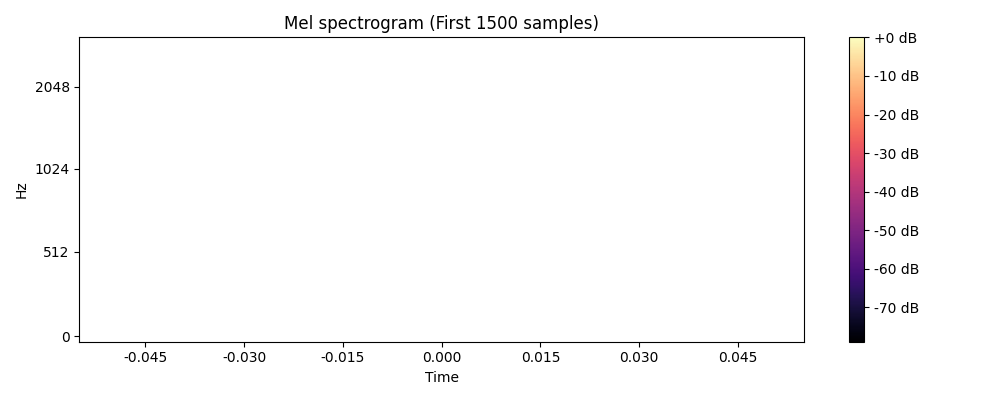 Mel spectrogram (First 1500 samples)
+0 dB
2048
-10 dB
-20 dB
1024
-30 dB
Hz
-40 dB
512
-50 dB
-60 dB
-70 dB
0
-0.045 -0.030 -0.015 0.000 0.015 0.030 0.045
Time